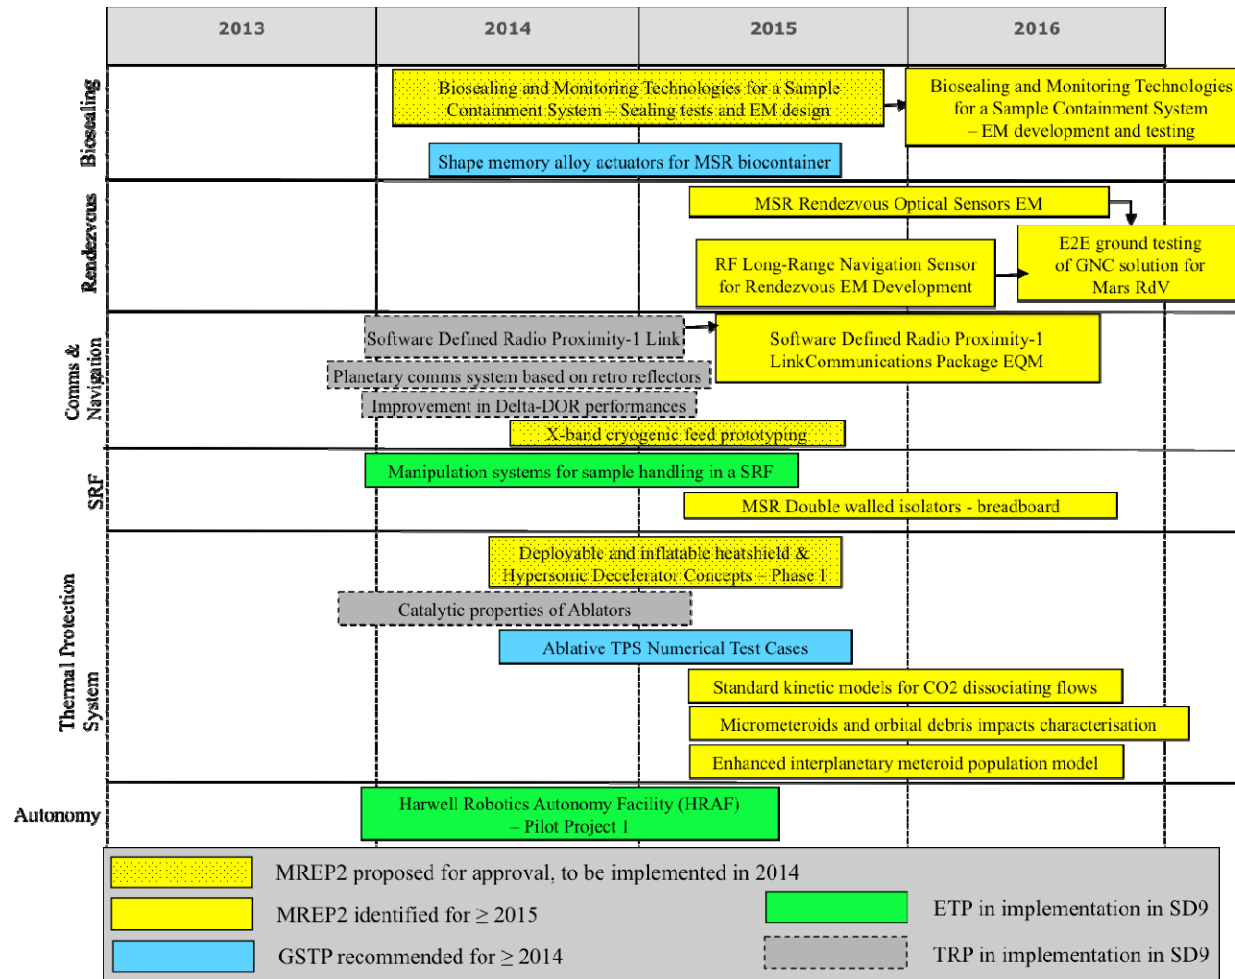 2013
2014
2015
2016
Biosealing
Biosealing and Monitoring Technologies for a Sample
Containment System – Sealing tests and EM design
Biosealing and Monitoring Technologies
for a Sample Containment System
– EM development and testing
Shape memory alloy actuators for MSR biocontainer
Rendezvous
MSR Rendezvous Optical Sensors EM
RF Long-Range Navigation Sensor
for Rendezvous EM Development
E2E ground testing
of GNC solution for
Mars RdV
Comms &
Navigation
Software Defined Radio Proximity-1 Link
Software Defined Radio Proximity-1
LinkCommunications Package EQM
Planetary comms system based on retro reflectors
Improvement in Delta-DOR performances
X-band cryogenic feed prototyping
SRF
Manipulation systems for sample handling in a SRF
MSR Double walled isolators - breadboard
Thermal Protection
System
Deployable and inflatable heatshield &
Hypersonic Decelerator Concepts – Phase 1
Catalytic properties of Ablators
Ablative TPS Numerical Test Cases
Standard kinetic models for CO2 dissociating flows
Micrometeroids and orbital debris impacts characterisation
Enhanced interplanetary meteroid population model
Autonomy
Harwell Robotics Autonomy Facility (HRAF)
– Pilot Project 1
MREP2 proposed for approval, to be implemented in 2014
MREP2 identified for ≥ 2015
GSTP recommended for ≥ 2014
ETP in implementation in SD9
TRP in implementation in SD9